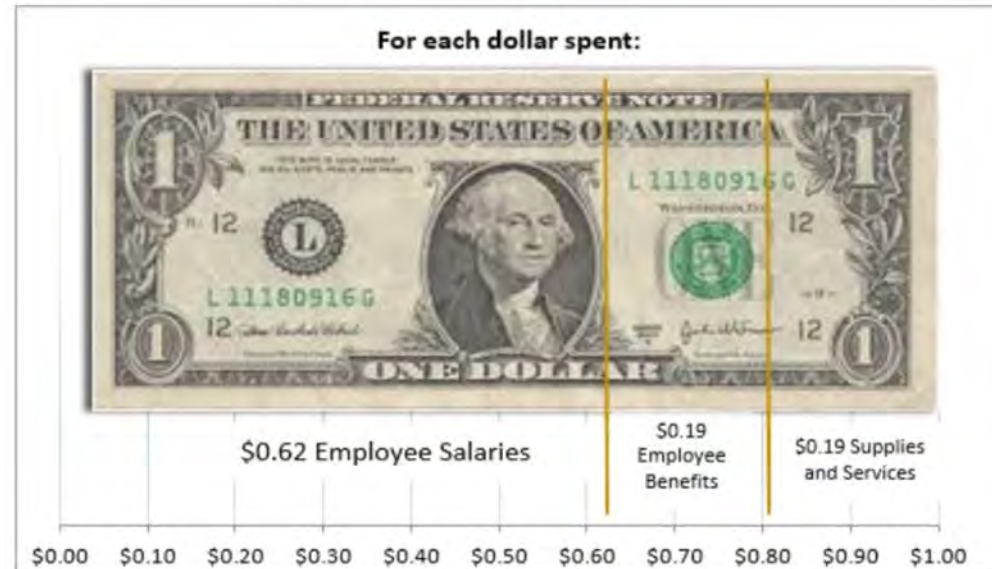 For each dollar spent:
FEDERAL RESERVE NOTE
THE UNITED STATES OF AMERICA
L 11180916 G
WASHINGTON, D.C.
12
12
L
L 11180916 G
12
12
1
1
1
1
ONE DOLLAR
$0.62 Employee Salaries
$0.19
Employee
Benefits
$0.19 Supplies
and Services
$0.00 $0.10 $0.20 $0.30 $0.40 $0.50 $0.60 $0.70 $0.80 $0.90 $1.00